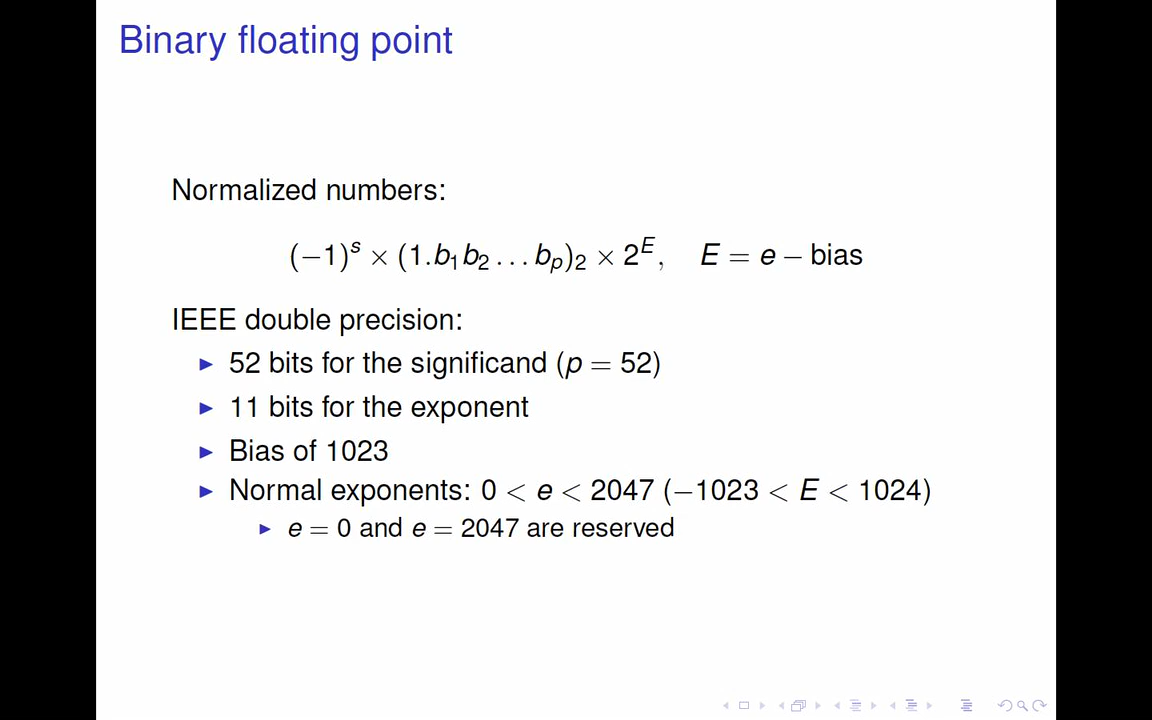 Binary floating point
Normalized numbers:
(−1)^s × (1.b₁b₂…bₚ)₂ × 2^E, E = e − bias
IEEE double precision:
▶ 52 bits for the significand (p = 52)
▶ 11 bits for the exponent
▶ Bias of 1023
▶ Normal exponents: 0 < e < 2047 (−1023 < E < 1024)
▶ e = 0 and e = 2047 are reserved